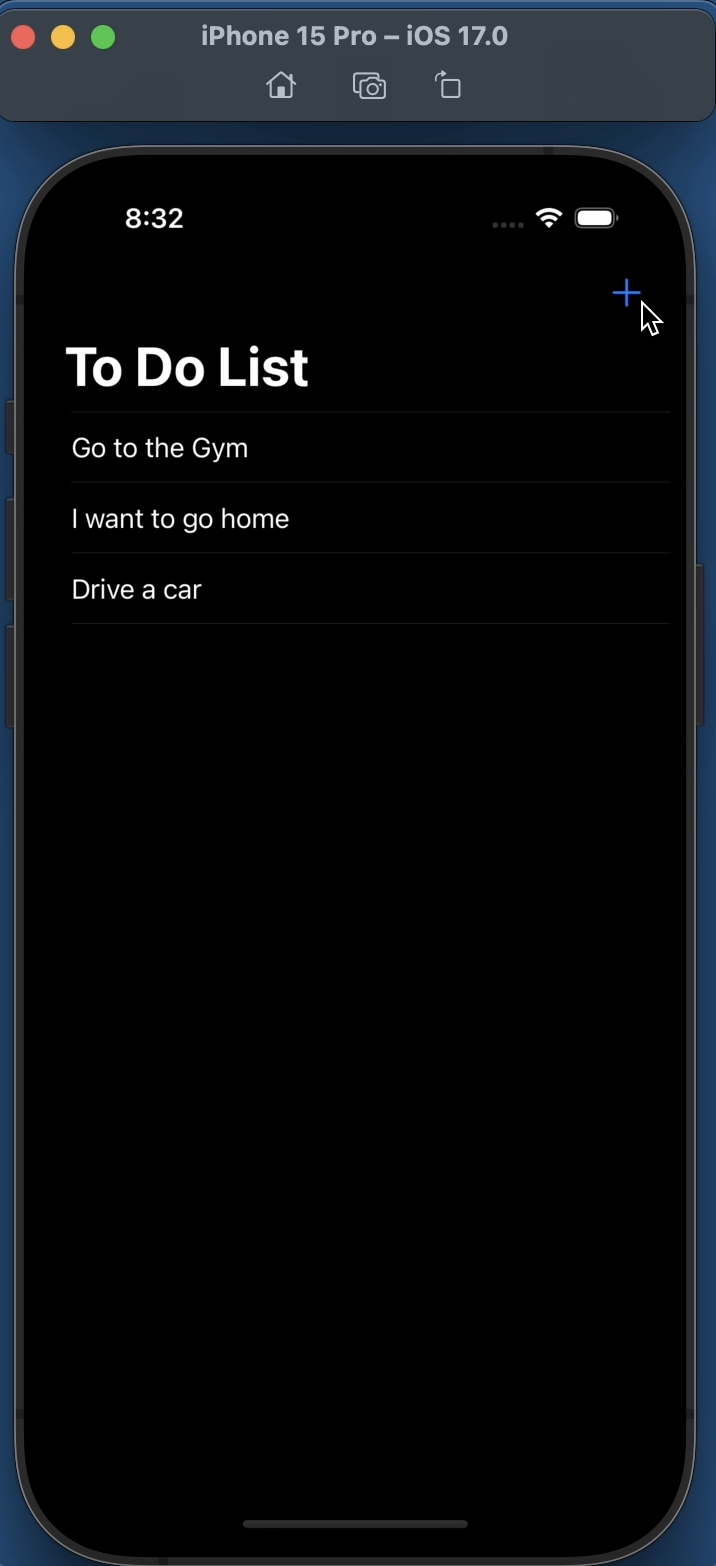 iPhone 15 Pro – iOS 17.0
8:32
To Do List
Go to the Gym
I want to go home
Drive a car